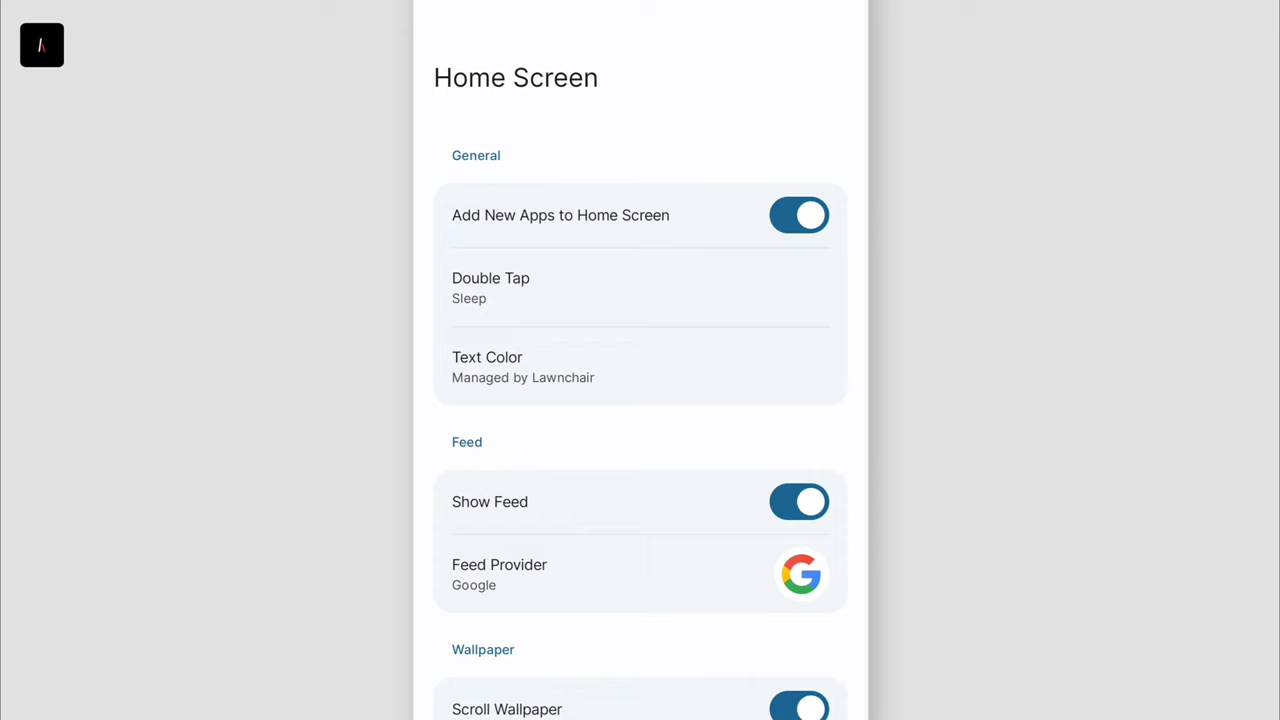 Home Screen
General
Add New Apps to Home Screen
Double Tap
Sleep
Text Color
Managed by Lawnchair
Feed
Show Feed
Feed Provider
Google
Wallpaper
Scroll Wallpaper